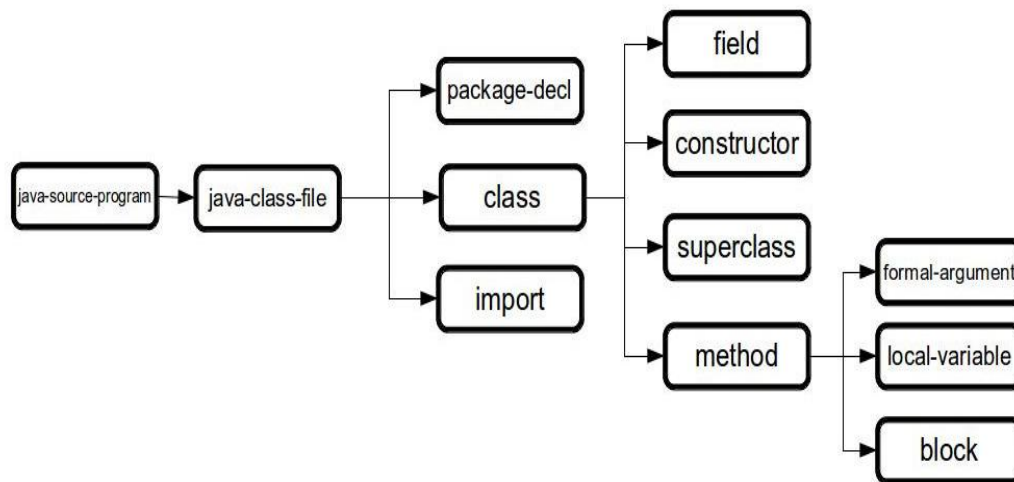 java-source-program
java-class-file
package-decl
class
import
field
constructor
superclass
method
formal-argument
local-variable
block